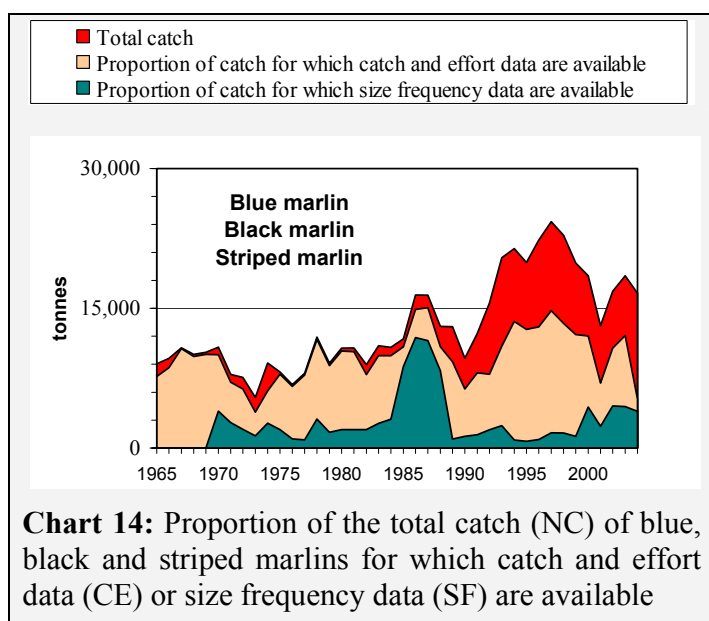 Total catch
Proportion of catch for which catch and effort data are available
Proportion of catch for which size frequency data are available
30,000
Blue marlin
Black marlin
Striped marlin
tonnes
15,000
0
1965 1970 1975 1980 1985 1990 1995 2000
Chart 14: Proportion of the total catch (NC) of blue,
black and striped marlins for which catch and effort
data (CE) or size frequency data (SF) are available